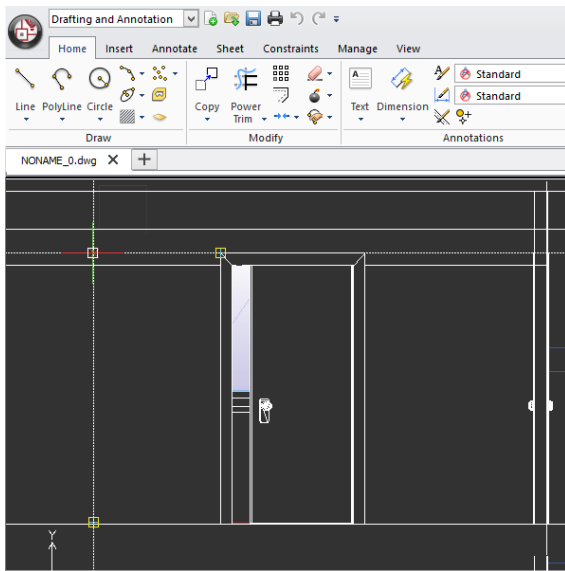 Drafting and Annotation
Home Insert Annotate Sheet Constraints Manage View
Line PolyLine Circle Copy Power Trim Text Dimension Standard Standard
Draw Modify Annotations
NONAME_0.dwg
Y